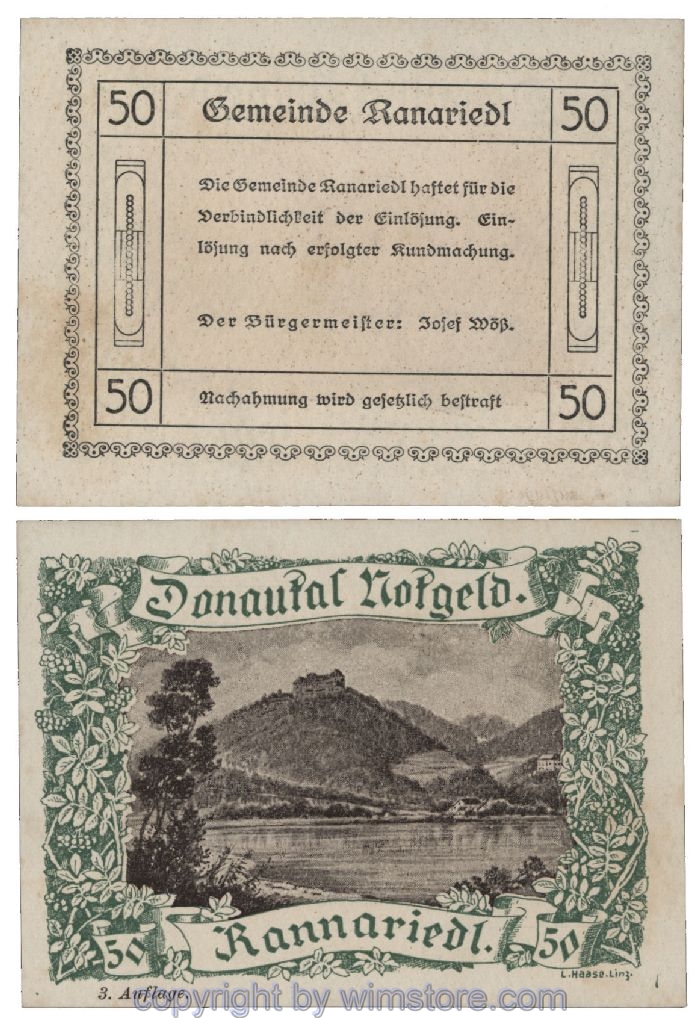 50 Gemeinde Kanariedl 50
Die Gemeinde Kanariedl haftet für die
Verbindlichkeit der Einlösung. Ein-
lösung nach erfolgter Kundmachung.
Der Bürgermeister: Josef Wöß.
50 Nachahmung wird gesetzlich bestraft 50
Donautal Notgeld.
Rannariedl.
50 50
L. Haase-Linz.
3. Auflage.
copyright by wimstore.com